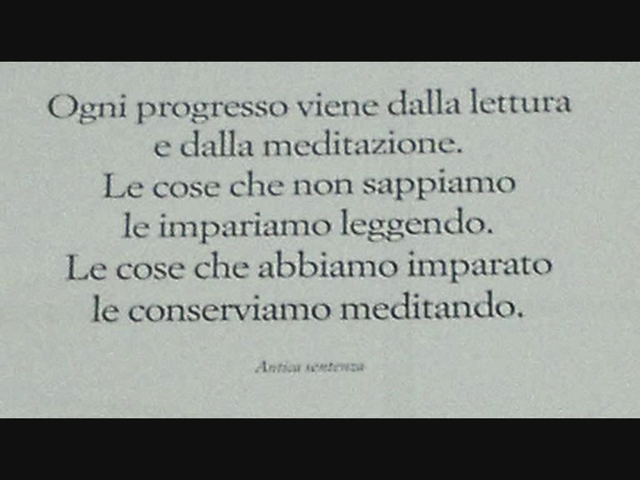 Ogni progresso viene dalla lettura
e dalla meditazione.
Le cose che non sappiamo
le impariamo leggendo.
Le cose che abbiamo imparato
le conserviamo meditando.
Antica sentenza